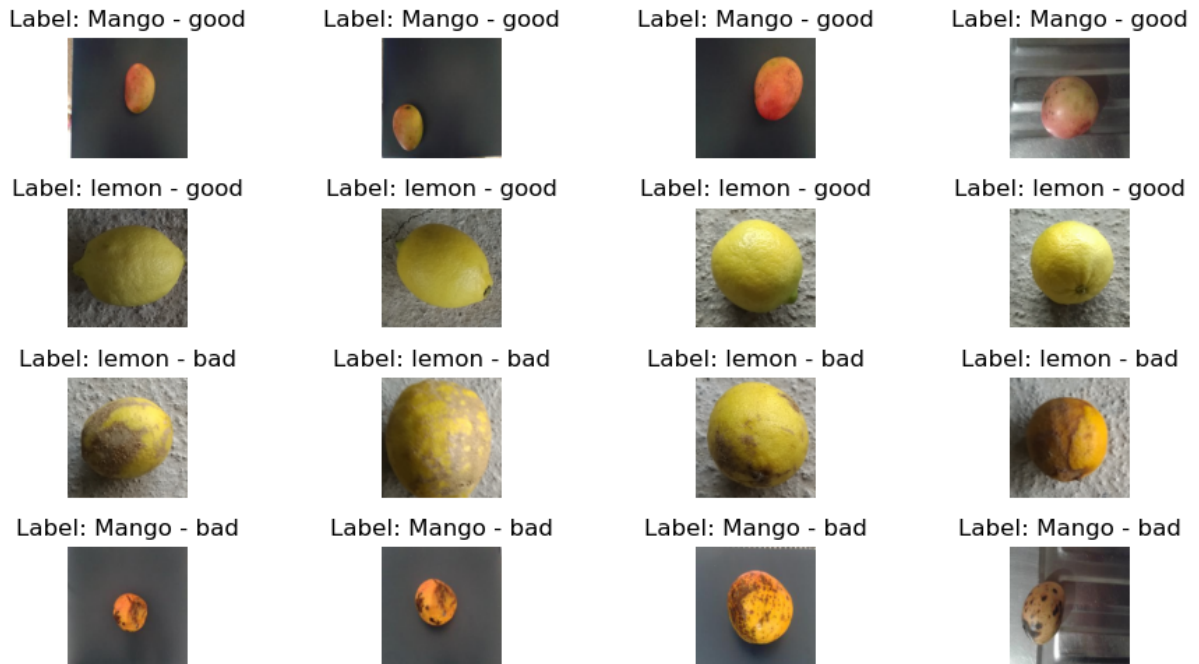 Label: Mango - good Label: Mango - good Label: Mango - good Label: Mango - good
Label: lemon - good Label: lemon - good Label: lemon - good Label: lemon - good
Label: lemon - bad Label: lemon - bad Label: lemon - bad Label: lemon - bad
Label: Mango - bad Label: Mango - bad Label: Mango - bad Label: Mango - bad